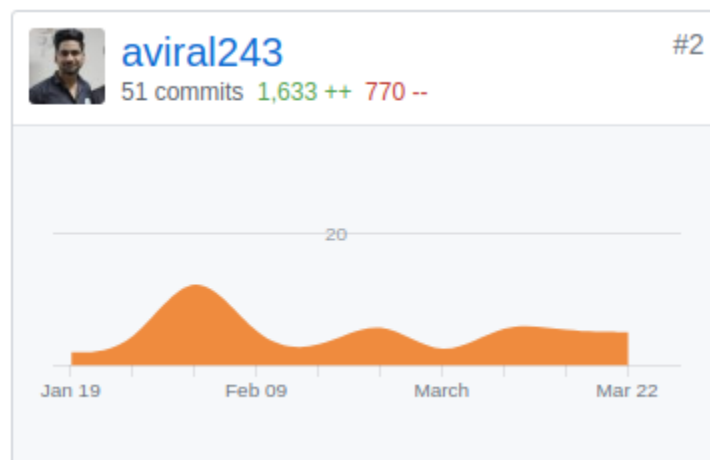 aviral243
#2
51 commits 1,633 ++ 770 --
20
Jan 19 Feb 09 March Mar 22